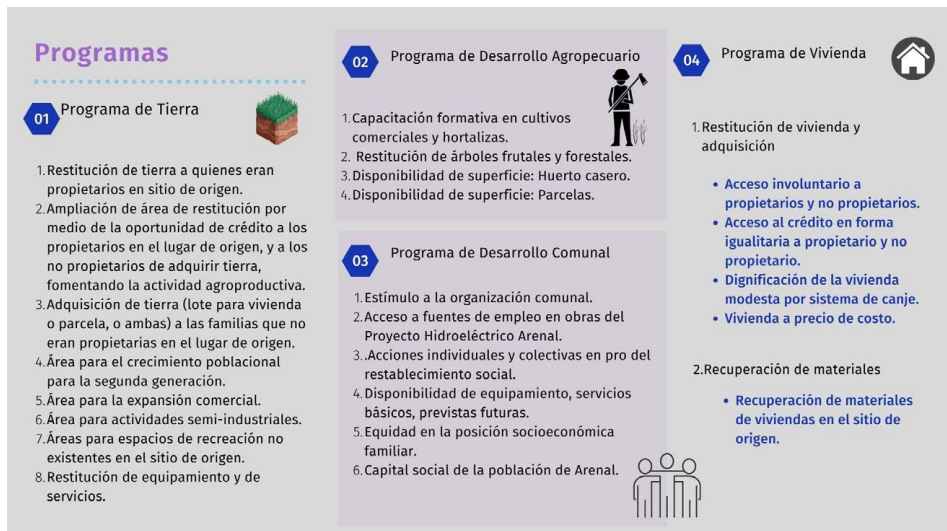 Programas
01
Programa de Tierra
1.Restitución de tierra a quienes eran
propietarios en sitio de origen.
2.Ampliación de área de restitución por
medio de la oportunidad de crédito a los
propietarios en el lugar de origen, y a los
no propietarios de adquirir tierra,
fomentando la actividad agroproductiva.
3.Adquisición de tierra (lote para vivienda
o parcela, o ambas) a las familias que no
eran propietarias en el lugar de origen.
4.Área para el crecimiento poblacional
para la segunda generación.
5.Área para la expansión comercial.
6.Área para actividades semi-industriales.
7.Áreas para espacios de recreación no
existentes en el sitio de origen.
8.Restitución de equipamiento y de
servicios.
02
Programa de Desarrollo Agropecuario
1.Capacitación formativa en cultivos
comerciales y hortalizas.
2. Restitución de árboles frutales y forestales.
3.Disponibilidad de superficie: Huerto casero.
4.Disponibilidad de superficie: Parcelas.
03
Programa de Desarrollo Comunal
1.Estímulo a la organización comunal.
2.Acceso a fuentes de empleo en obras del
Proyecto Hidroeléctrico Arenal.
3..Acciones individuales y colectivas en pro del
restablecimiento social.
4.Disponibilidad de equipamiento, servicios
básicos, previstas futuras.
5.Equidad en la posición socioeconómica
familiar.
6.Capital social de la población de Arenal.
04
Programa de Vivienda
1.Restitución de vivienda y
adquisición
• Acceso involuntario a
propietarios y no propietarios.
• Acceso al crédito en forma
igualitaria a propietario y no
propietario.
• Dignificación de la vivienda
modesta por sistema de canje.
• Vivienda a precio de costo.
2.Recuperación de materiales
• Recuperación de materiales
de viviendas en el sitio de
origen.